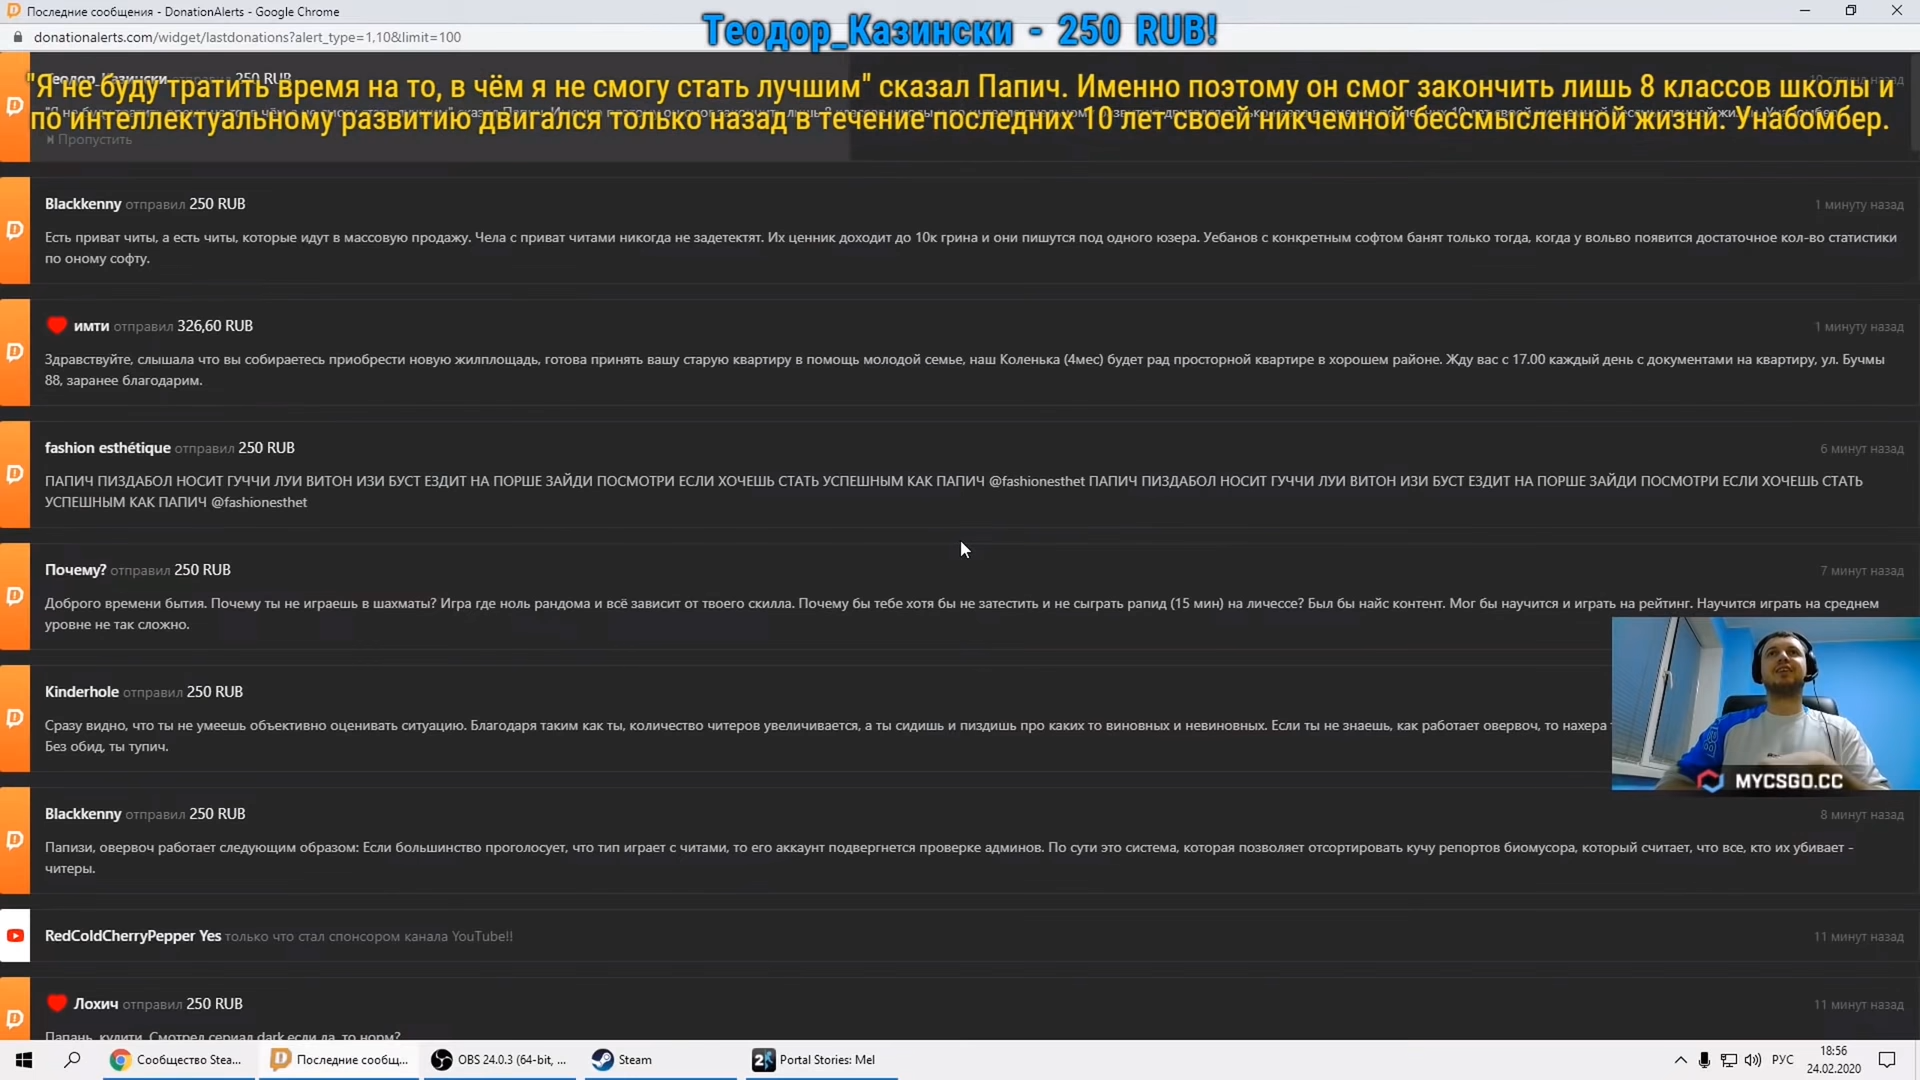 Последние сообщения - DonationAlerts - Google Chrome
donationalerts.com/widget/lastdonations?alert_type=1,10&limit=100
Теодор_Казински - 250 RUB!
Теодор_Казински отправил 250 RUB
"Я не буду тратить время на то, в чём я не смогу стать лучшим" сказал Папич. Именно поэтому он смог закончить лишь 8 классов школы и
по интеллектуальному развитию двигался только назад в течение последних 10 лет своей никчемной бессмысленной жизни. Унабомбер.
Пропустить
Blackkenny отправил 250 RUB
1 минуту назад
Есть приват читы, а есть читы, которые идут в массовую продажу. Чела с приват читами никогда не задетектят. Их ценник доходит до 10к грина и они пишутся под одного юзера. Уебанов с конкретным софтом банят только тогда, когда у вольво появится достаточное кол-во статистики
по оному софту.
имти отправил 326,60 RUB
1 минуту назад
Здравствуйте, слышала что вы собираетесь приобрести новую жилплощадь, готова принять вашу старую квартиру в помощь молодой семье, наш Коленька (4мес) будет рад просторной квартире в хорошем районе. Жду вас с 17.00 каждый день с документами на квартиру, ул. Бучмы
88, заранее благодарим.
fashion esthétique отправил 250 RUB
6 минут назад
ПАПИЧ ПИЗДАБОЛ НОСИТ ГУЧЧИ ЛУИ ВИТОН ИЗИ БУСТ ЕЗДИТ НА ПОРШЕ ЗАЙДИ ПОСМОТРИ ЕСЛИ ХОЧЕШЬ СТАТЬ УСПЕШНЫМ КАК ПАПИЧ @fashionesthet ПАПИЧ ПИЗДАБОЛ НОСИТ ГУЧЧИ ЛУИ ВИТОН ИЗИ БУСТ ЕЗДИТ НА ПОРШЕ ЗАЙДИ ПОСМОТРИ ЕСЛИ ХОЧЕШЬ СТАТЬ
УСПЕШНЫМ КАК ПАПИЧ @fashionesthet
Почему? отправил 250 RUB
7 минут назад
Доброго времени бытия. Почему ты не играешь в шахматы? Игра где ноль рандома и всё зависит от твоего скилла. Почему бы тебе хотя бы не затестить и не сыграть рапид (15 мин) на личессе? Был бы найс контент. Мог бы научится и играть на рейтинг. Научится играть на среднем
уровне не так сложно.
Kinderhole отправил 250 RUB
Сразу видно, что ты не умеешь объективно оценивать ситуацию. Благодаря таким как ты, количество читеров увеличивается, а ты сидишь и пиздишь про каких то виновных и невиновных. Если ты не знаешь, как работает овервоч, то нахера
Без обид, ты тупич.
MYCSGO.CC
Blackkenny отправил 250 RUB
8 минут назад
Папизи, овервоч работает следующим образом: Если большинство проголосует, что тип играет с читами, то его аккаунт подвергнется проверке админов. По сути это система, которая позволяет отсортировать кучу репортов биомусора, который считает, что все, кто их убивает -
читеры.
RedColdCherryPepper Yes только что стал спонсором канала YouTube!!
11 минут назад
Лохич отправил 250 RUB
11 минут назад
Папань, кулити. Смотрел сериал dark если да, то норм?
Сообщество Stea...
Последние сообщ...
OBS 24.0.3 (64-bit, ...
Steam
Portal Stories: Mel
РУС
18:56
24.02.2020